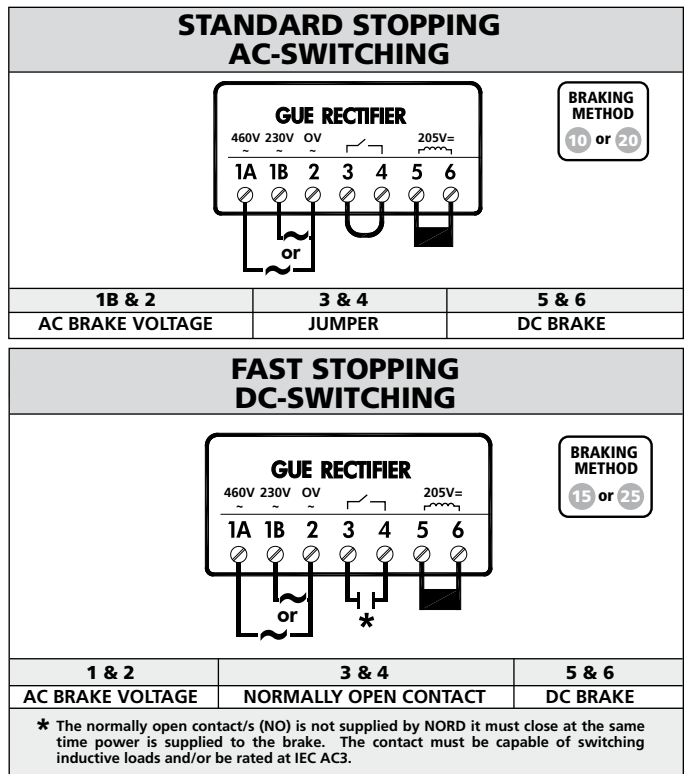 STANDARD STOPPING
AC-SWITCHING
BRAKING
METHOD
10 or 20
GUE RECTIFIER
460V 230V OV 205V=
~ ~ ~
1A 1B 2 3 4 5 6
~
or
~
1B & 2 3 & 4 5 & 6
AC BRAKE VOLTAGE JUMPER DC BRAKE
FAST STOPPING
DC-SWITCHING
BRAKING
METHOD
15 or 25
GUE RECTIFIER
460V 230V OV 205V=
~ ~ ~
1A 1B 2 3 4 5 6
~
or
~
*
1 & 2 3 & 4 5 & 6
AC BRAKE VOLTAGE NORMALLY OPEN CONTACT DC BRAKE
* The normally open contact/s (NO) is not supplied by NORD it must close at the same
time power is supplied to the brake. The contact must be capable of switching
inductive loads and/or be rated at IEC AC3.